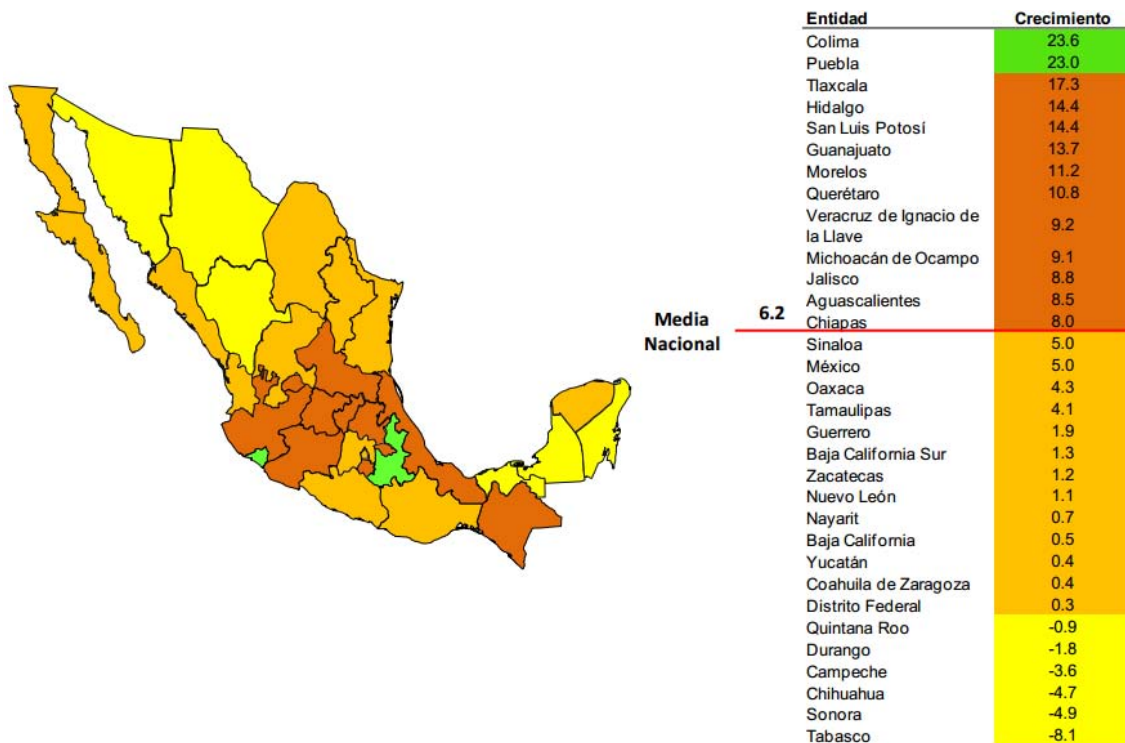 Entidad Crecimiento
Colima 23.6
Puebla 23.0
Tlaxcala 17.3
Hidalgo 14.4
San Luis Potosí 14.4
Guanajuato 13.7
Morelos 11.2
Querétaro 10.8
Veracruz de Ignacio de
la Llave 9.2
Michoacán de Ocampo 9.1
Jalisco 8.8
Aguascalientes 8.5
Chiapas 8.0
Media
Nacional
6.2
Sinaloa 5.0
México 5.0
Oaxaca 4.3
Tamaulipas 4.1
Guerrero 1.9
Baja California Sur 1.3
Zacatecas 1.2
Nuevo León 1.1
Nayarit 0.7
Baja California 0.5
Yucatán 0.4
Coahuila de Zaragoza 0.4
Distrito Federal 0.3
Quintana Roo -0.9
Durango -1.8
Campeche -3.6
Chihuahua -4.7
Sonora -4.9
Tabasco -8.1